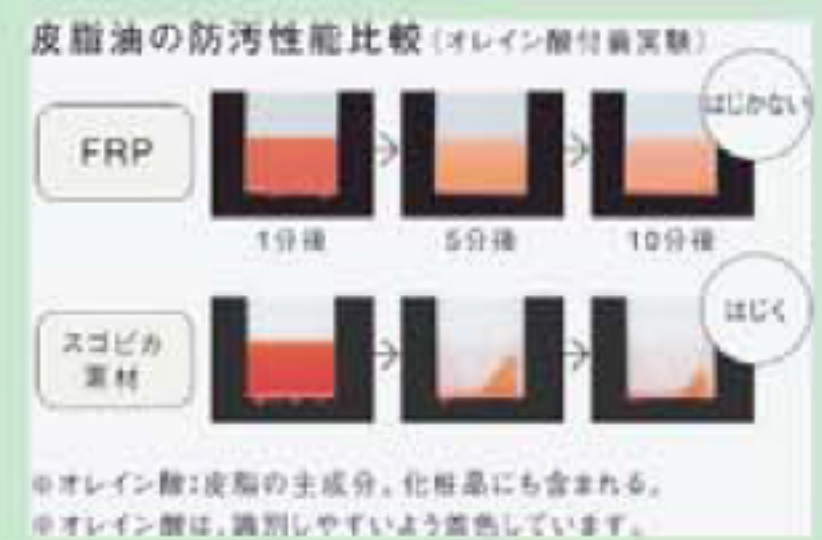 皮脂油の防汚性能比較(オレイン酸付着実験)
はじかない
FRP
1分後
5分後
10分後
はじく
スゴピカ
素材
※オレイン酸:皮脂の主成分。化粧品にも含まれる。
※オレイン酸は、識別しやすいよう着色しています。